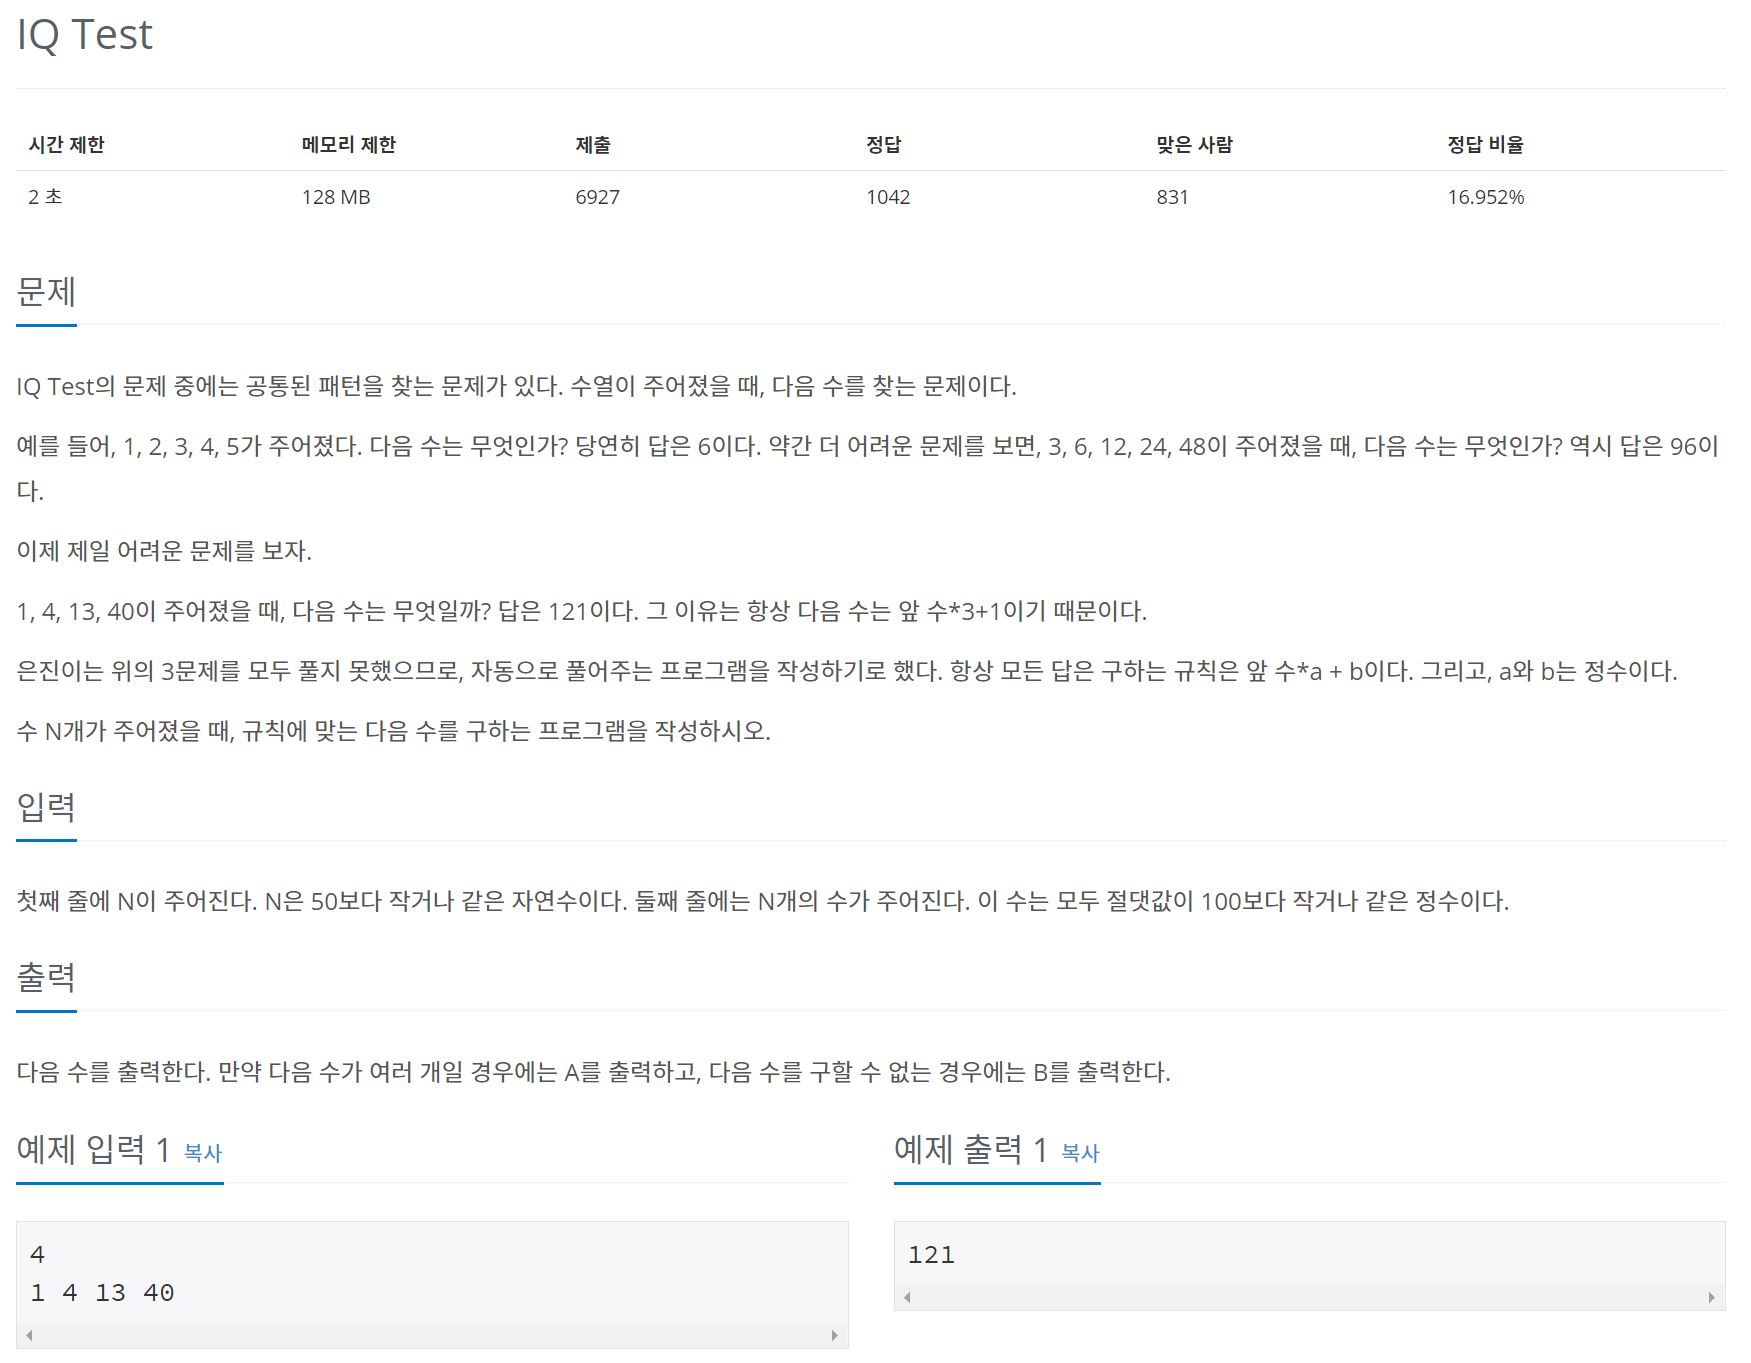 IQ Test
시간 제한 메모리 제한 제출 정답 맞은 사람 정답 비율
2 초 128 MB 6927 1042 831 16.952%
문제
IQ Test의 문제 중에는 공통된 패턴을 찾는 문제가 있다. 수열이 주어졌을 때, 다음 수를 찾는 문제이다.
예를 들어, 1, 2, 3, 4, 5가 주어졌다. 다음 수는 무엇인가? 당연히 답은 6이다. 약간 더 어려운 문제를 보면, 3, 6, 12, 24, 48이 주어졌을 때, 다음 수는 무엇인가? 역시 답은 96이
다.
이제 제일 어려운 문제를 보자.
1, 4, 13, 40이 주어졌을 때, 다음 수는 무엇일까? 답은 121이다. 그 이유는 항상 다음 수는 앞 수*3+1이기 때문이다.
은진이는 위의 3문제를 모두 풀지 못했으므로, 자동으로 풀어주는 프로그램을 작성하기로 했다. 항상 모든 답은 구하는 규칙은 앞 수*a + b이다. 그리고, a와 b는 정수이다.
수 N개가 주어졌을 때, 규칙에 맞는 다음 수를 구하는 프로그램을 작성하시오.
입력
첫째 줄에 N이 주어진다. N은 50보다 작거나 같은 자연수이다. 둘째 줄에는 N개의 수가 주어진다. 이 수는 모두 절댓값이 100보다 작거나 같은 정수이다.
출력
다음 수를 출력한다. 만약 다음 수가 여러 개일 경우에는 A를 출력하고, 다음 수를 구할 수 없는 경우에는 B를 출력한다.
예제 입력 1 복사
4
1 4 13 40
예제 출력 1 복사
121